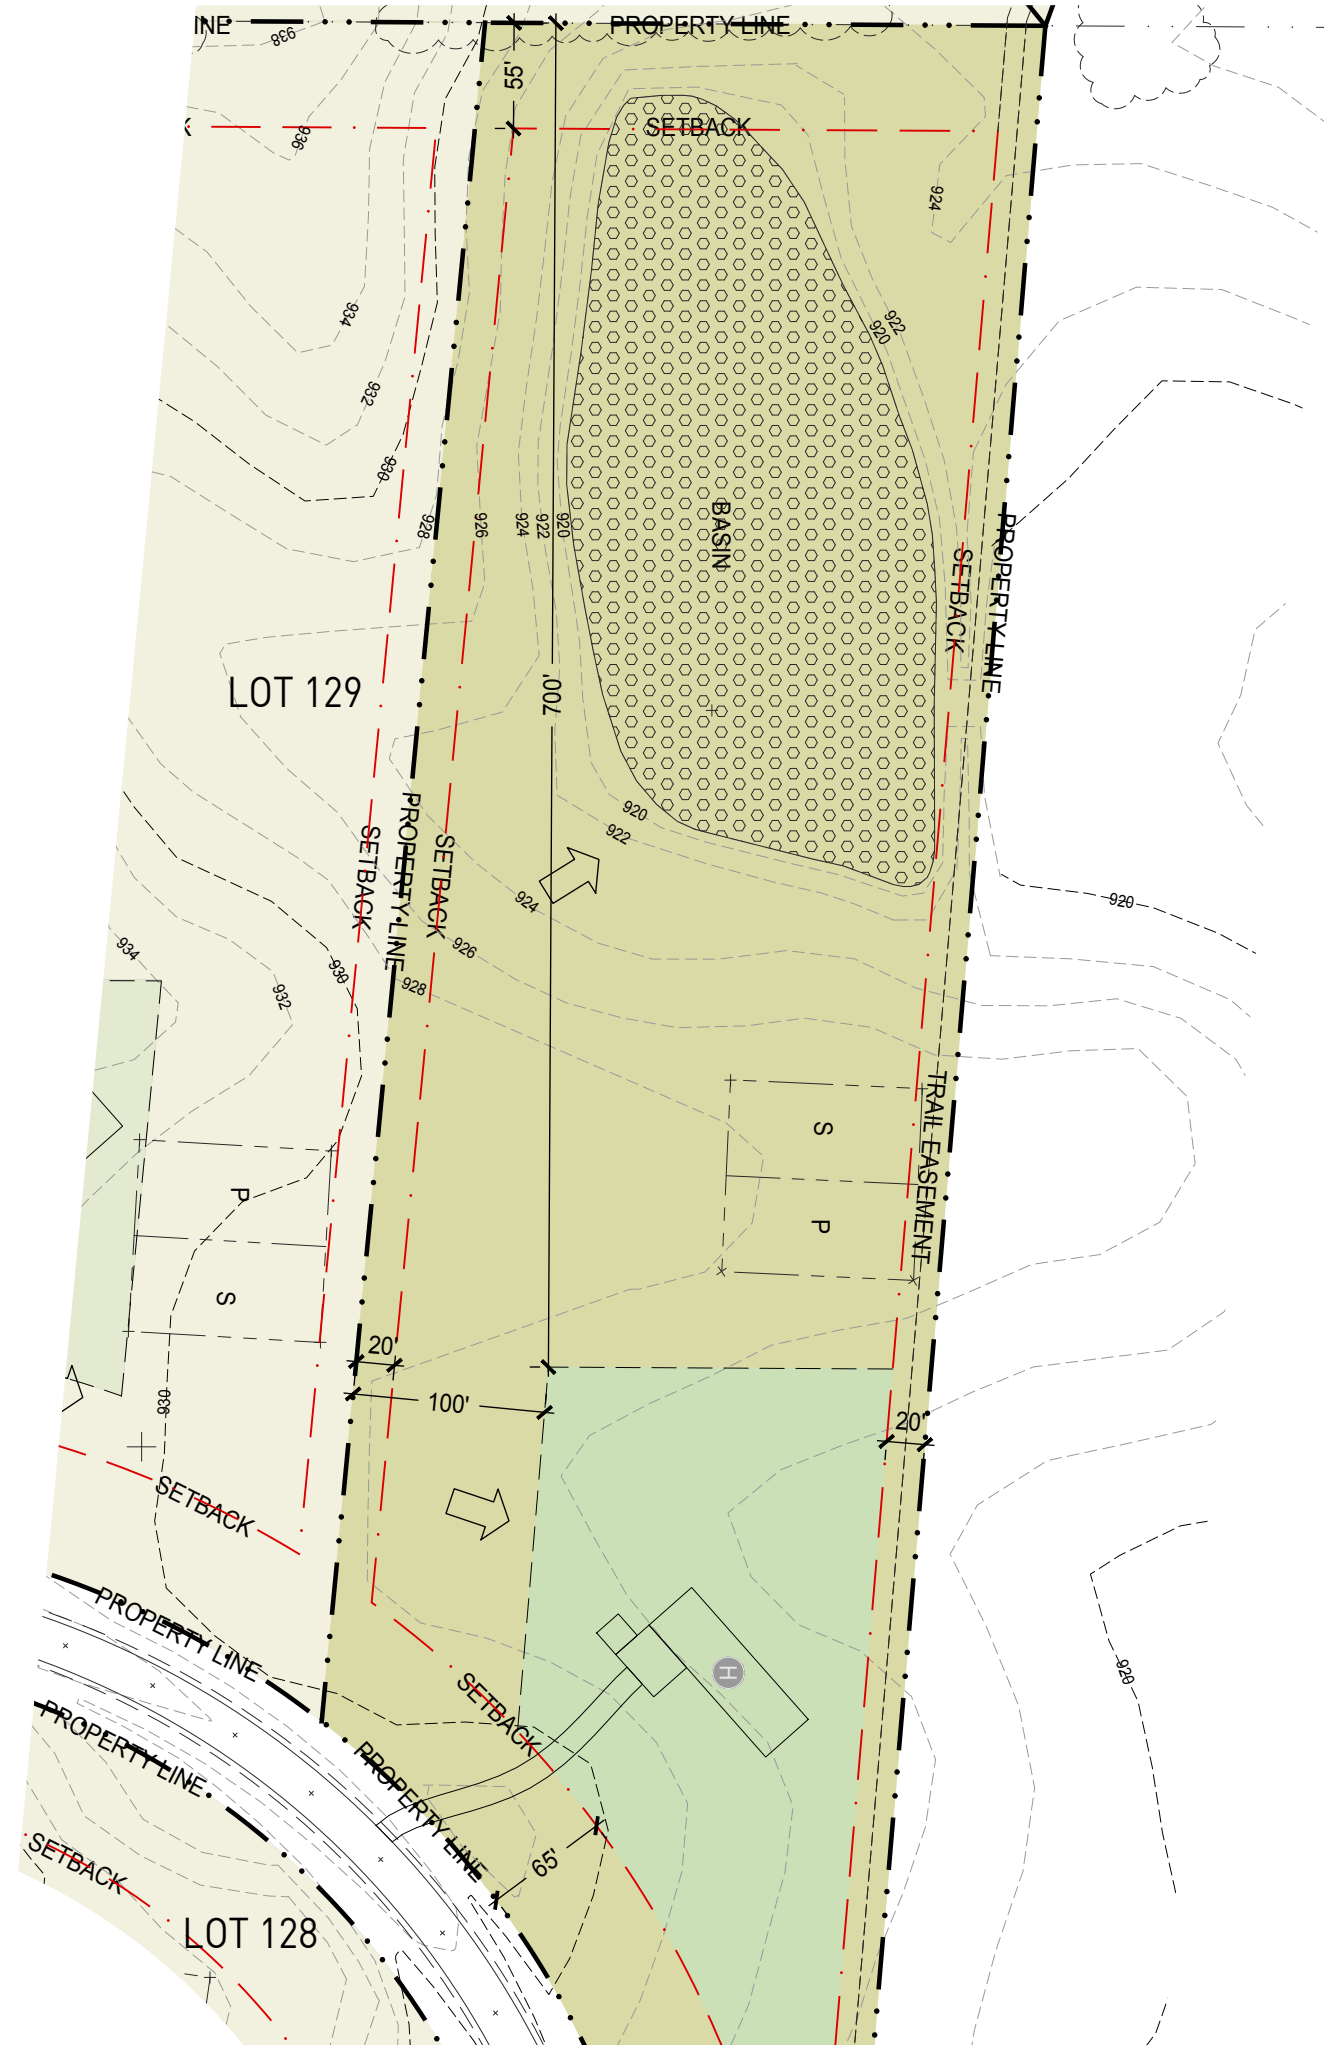 INE
PROPERTY LINE
938
55'
K
SETBACK
936
924
934
922
920
932
930
928
926
924
922
920
BASIN
PROPERTY LINE
SETBACK
LOT 129
700'
920
922
SETBACK
PROPERTY LINE
SETBACK
924
920
926
934
930
932
928
TRAIL EASEMENT
S
P
P
S
20'
100'
930
20'
SETBACK
PROPERTY LINE
H
920
SETBACK
PROPERTY LINE
PROPERTY LINE
65'
SETBACK
LOT 128